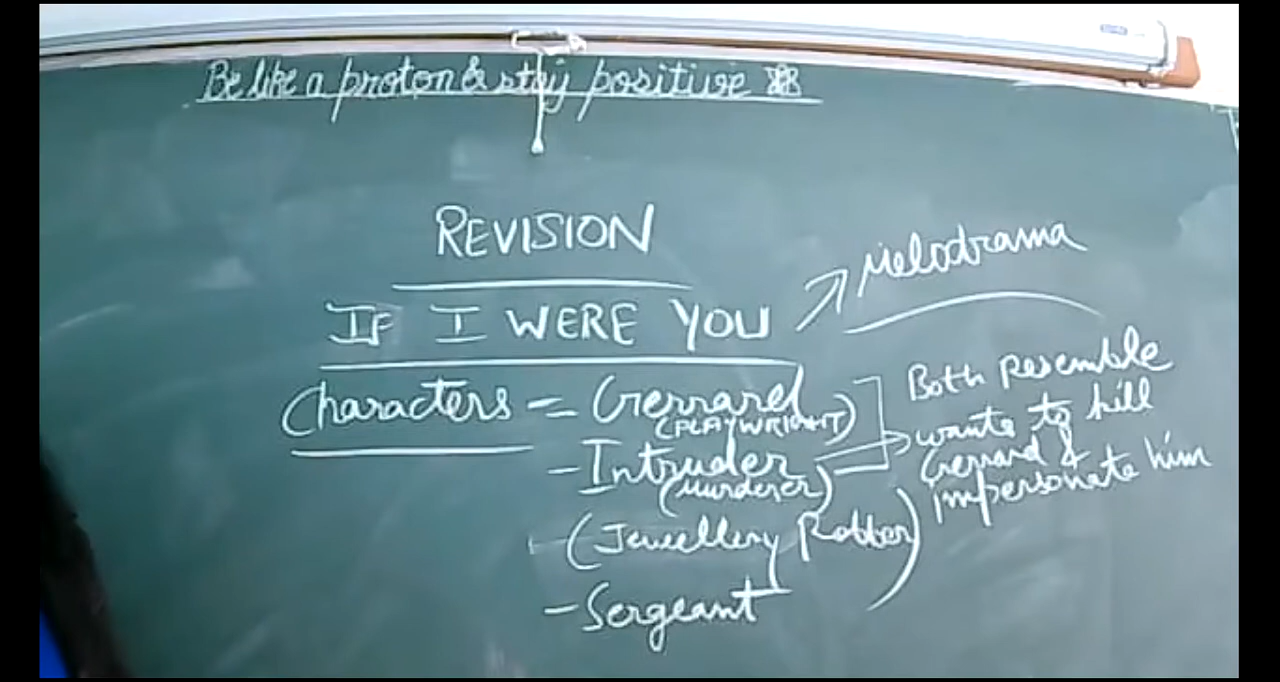 Be like a proton & stay positive
REVISION
IF I WERE YOU → Melodrama
Characters = Gerrard
(PLAYWRIGHT)
- Intruder
(Murderer)
(Jewellery Robber)
- Sergeant
Both resemble
wants to kill
Gerrard &
impersonate him